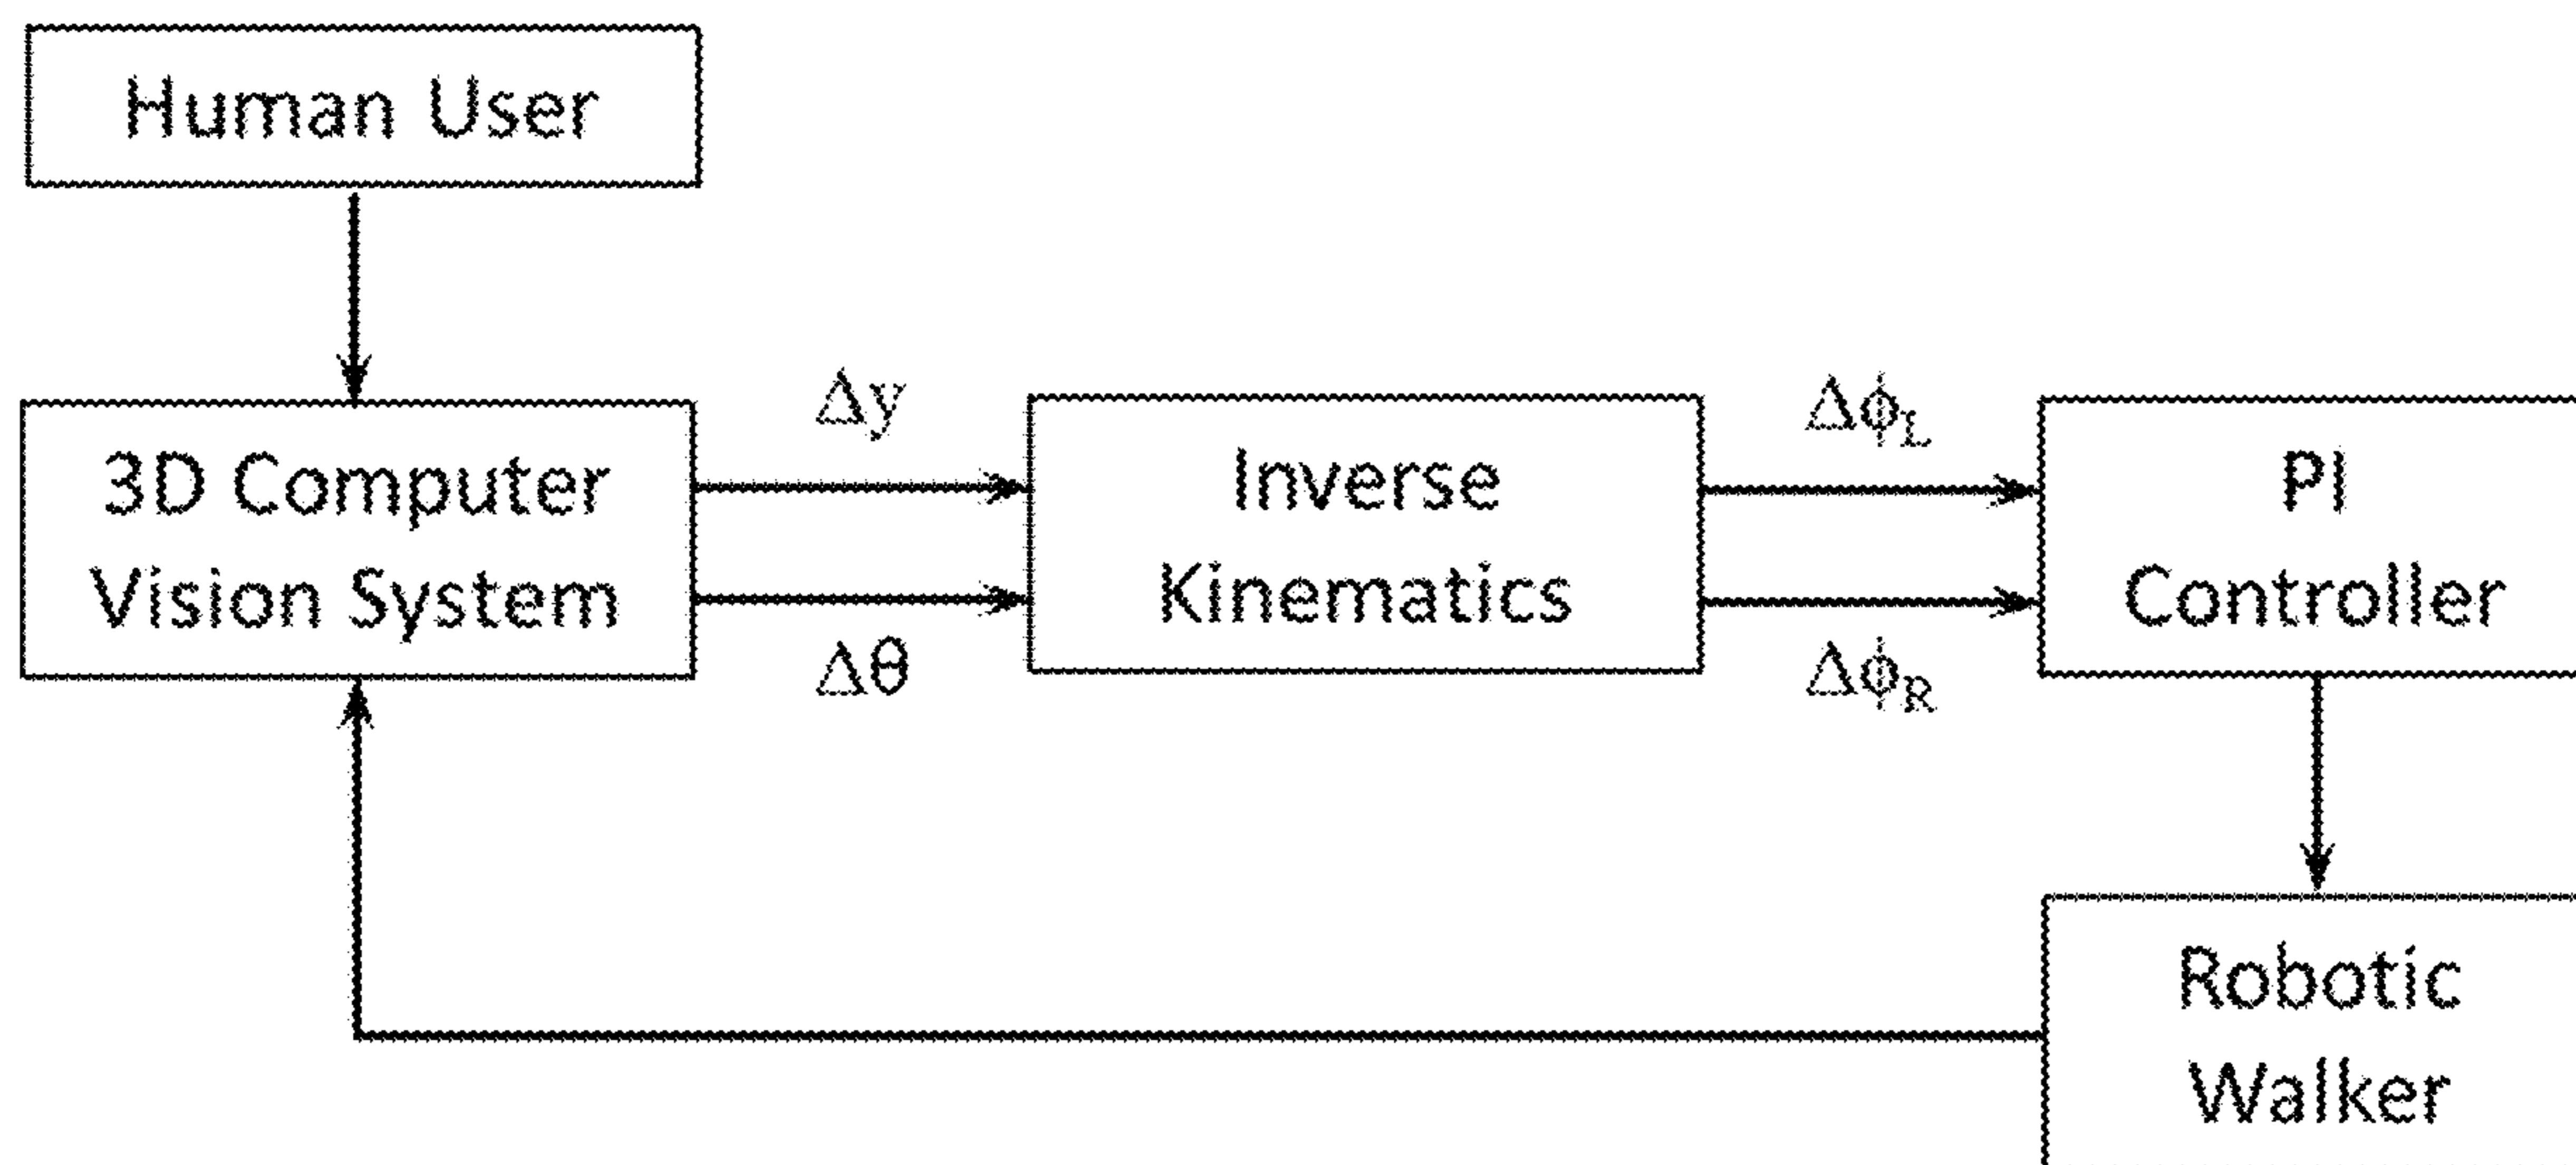 Human User
Δy
ΔϕL
3D Computer
Vision System
Inverse
Kinematics
PI
Controller
Δθ
ΔϕR
Robotic
Walker